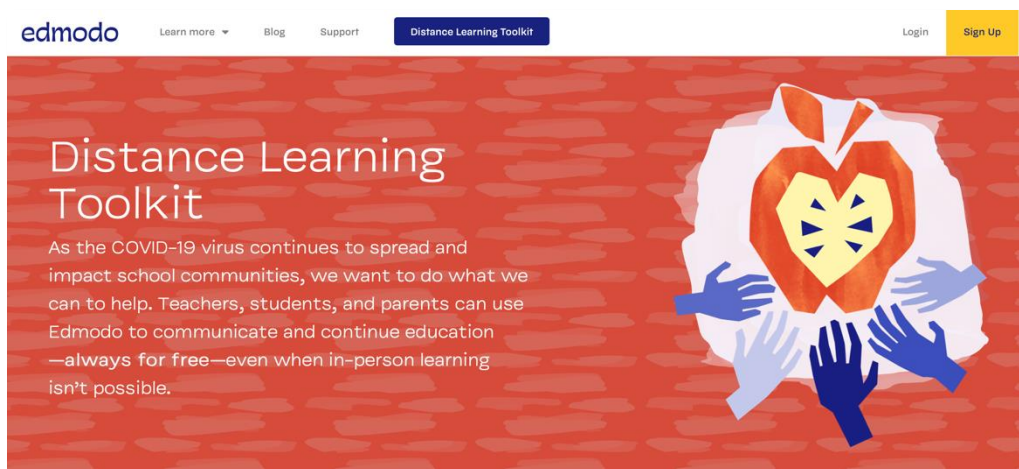 edmodo Learn more Blog Support Distance Learning Toolkit Login Sign Up
Distance Learning
Toolkit
As the COVID-19 virus continues to spread and
impact school communities, we want to do what we
can to help. Teachers, students, and parents can use
Edmodo to communicate and continue education
—always for free—even when in-person learning
isn't possible.